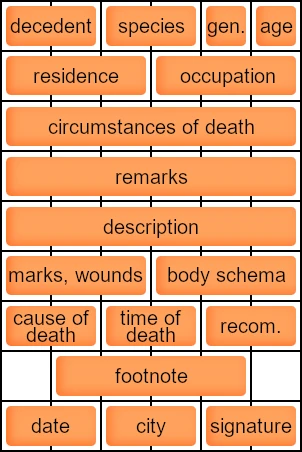 decedent species gen. age
residence occupation
circumstances of death
remarks
description
marks, wounds body schema
cause of death time of death recom.
footnote
date city signature